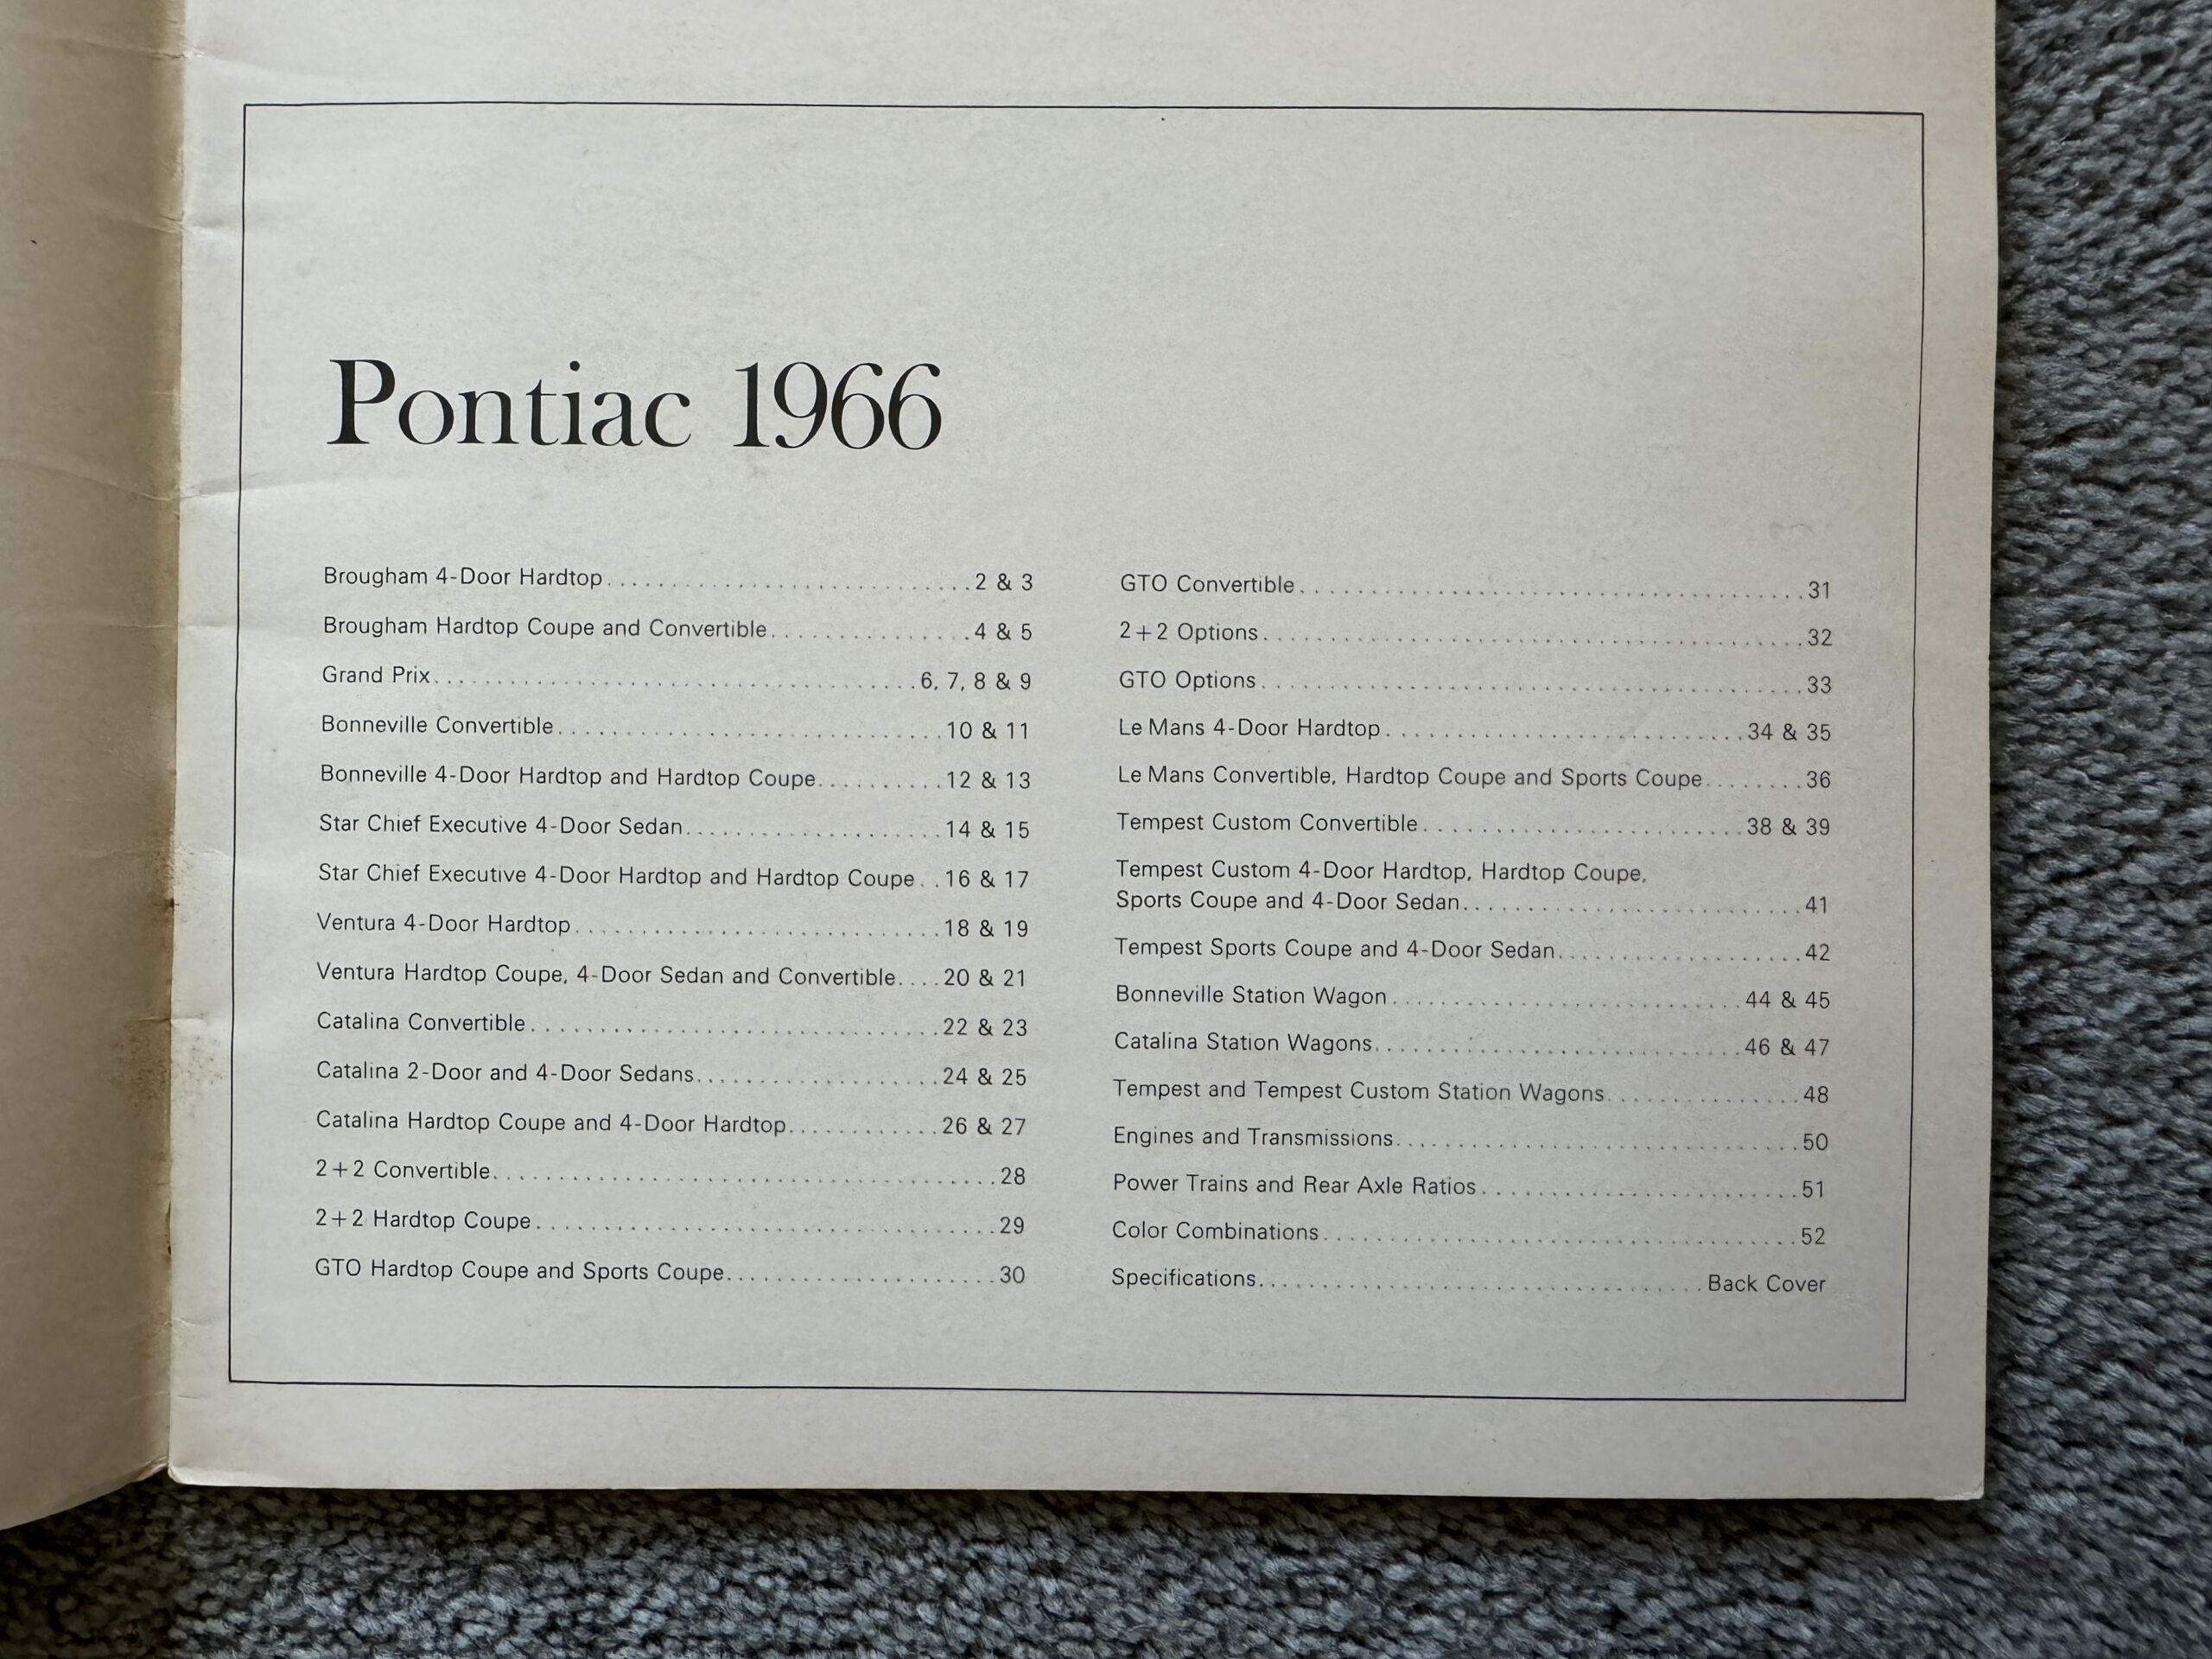 Pontiac 1966
Brougham 4-Door Hardtop 2 & 3
Brougham Hardtop Coupe and Convertible 4 & 5
Grand Prix 6, 7, 8 & 9
Bonneville Convertible 10 & 11
Bonneville 4-Door Hardtop and Hardtop Coupe 12 & 13
Star Chief Executive 4-Door Sedan 14 & 15
Star Chief Executive 4-Door Hardtop and Hardtop Coupe 16 & 17
Ventura 4-Door Hardtop 18 & 19
Ventura Hardtop Coupe, 4-Door Sedan and Convertible 20 & 21
Catalina Convertible 22 & 23
Catalina 2-Door and 4-Door Sedans 24 & 25
Catalina Hardtop Coupe and 4-Door Hardtop 26 & 27
2+2 Convertible 28
2+2 Hardtop Coupe 29
GTO Hardtop Coupe and Sports Coupe 30
GTO Convertible 31
2+2 Options 32
GTO Options 33
Le Mans 4-Door Hardtop 34 & 35
Le Mans Convertible, Hardtop Coupe and Sports Coupe 36
Tempest Custom Convertible 38 & 39
Tempest Custom 4-Door Hardtop, Hardtop Coupe,
Sports Coupe and 4-Door Sedan 41
Tempest Sports Coupe and 4-Door Sedan 42
Bonneville Station Wagon 44 & 45
Catalina Station Wagons 46 & 47
Tempest and Tempest Custom Station Wagons 48
Engines and Transmissions 50
Power Trains and Rear Axle Ratios 51
Color Combinations 52
Specifications Back Cover